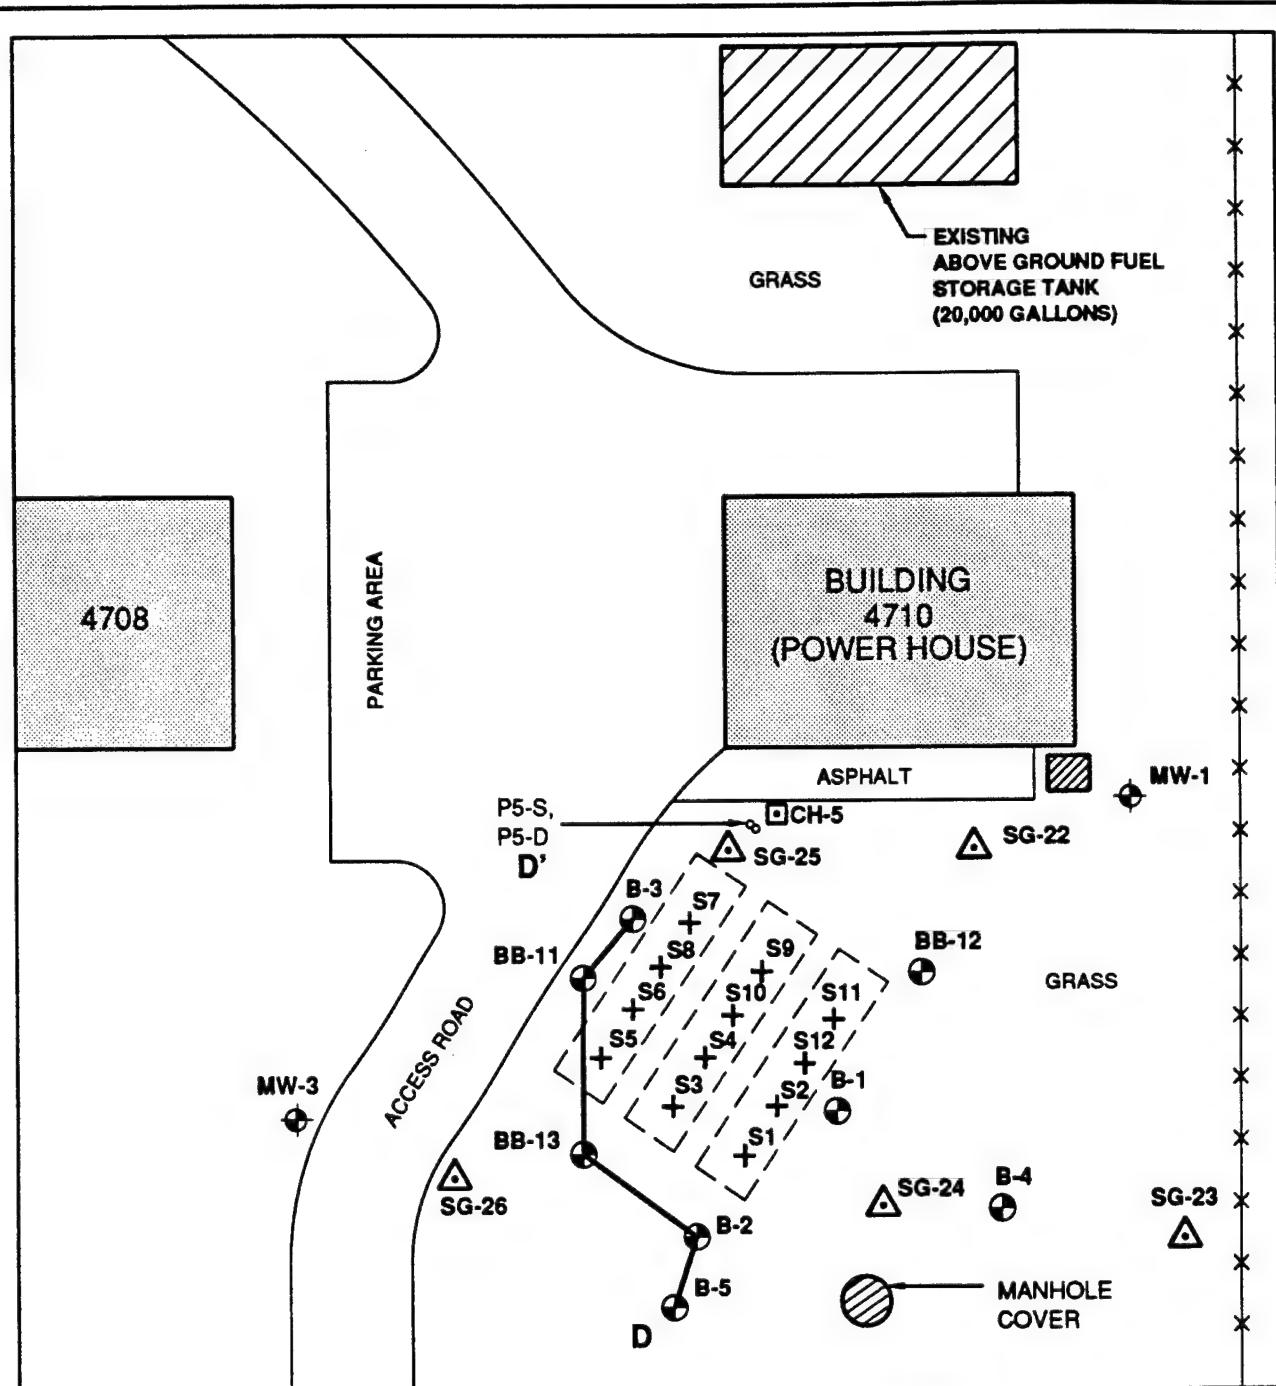 EXISTING
ABOVE GROUND FUEL
STORAGE TANK
(20,000 GALLONS)
GRASS
BUILDING
4710
(POWER HOUSE)
4708
PARKING AREA
ASPHALT
MW-1
P5-S,
P5-D
D'
CH-5
SG-25
SG-22
B-3
S7
BB-11
S8
S9
BB-12
GRASS
S6
S10
S11
S5
S4
S12
ACCESS ROAD
MW-3
S3
S2
B-1
BB-13
S1
SG-26
SG-24
B-4
SG-23
B-2
B-5
D
MANHOLE
COVER